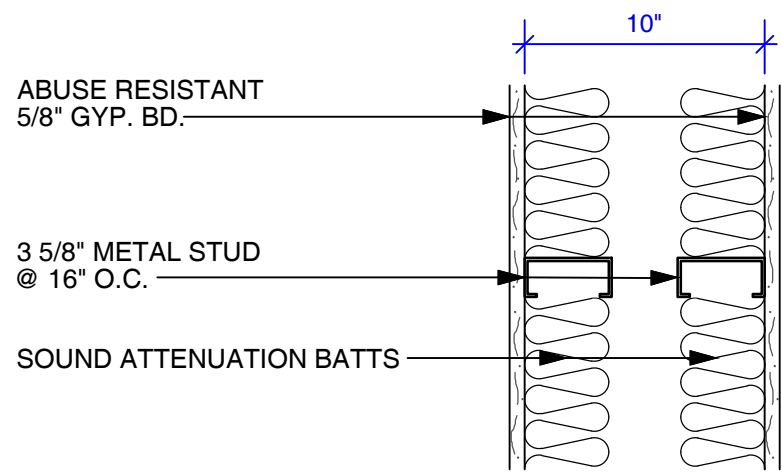 10"
ABUSE RESISTANT
5/8" GYP. BD.
3 5/8" METAL STUD
@ 16" O.C.
SOUND ATTENUATION BATTS